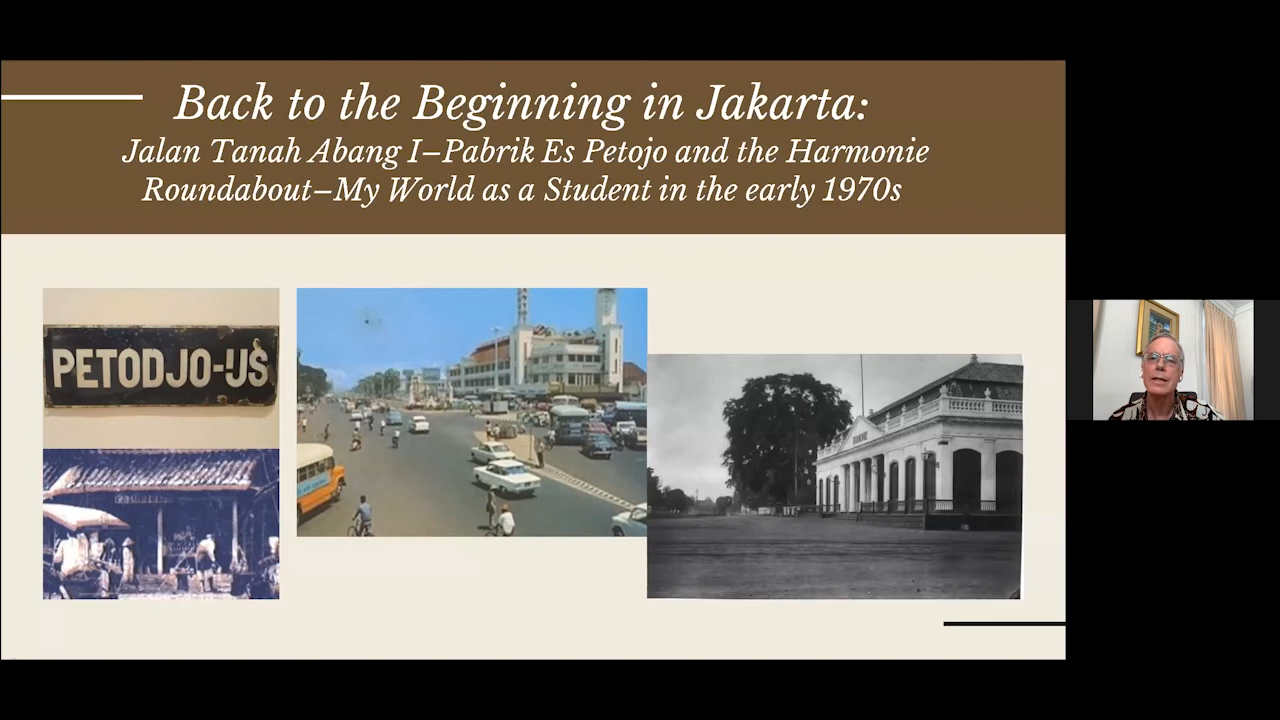 Back to the Beginning in Jakarta:
Jalan Tanah Abang I–Pabrik Es Petojo and the Harmonie
Roundabout–My World as a Student in the early 1970s
PETODJO-IJS